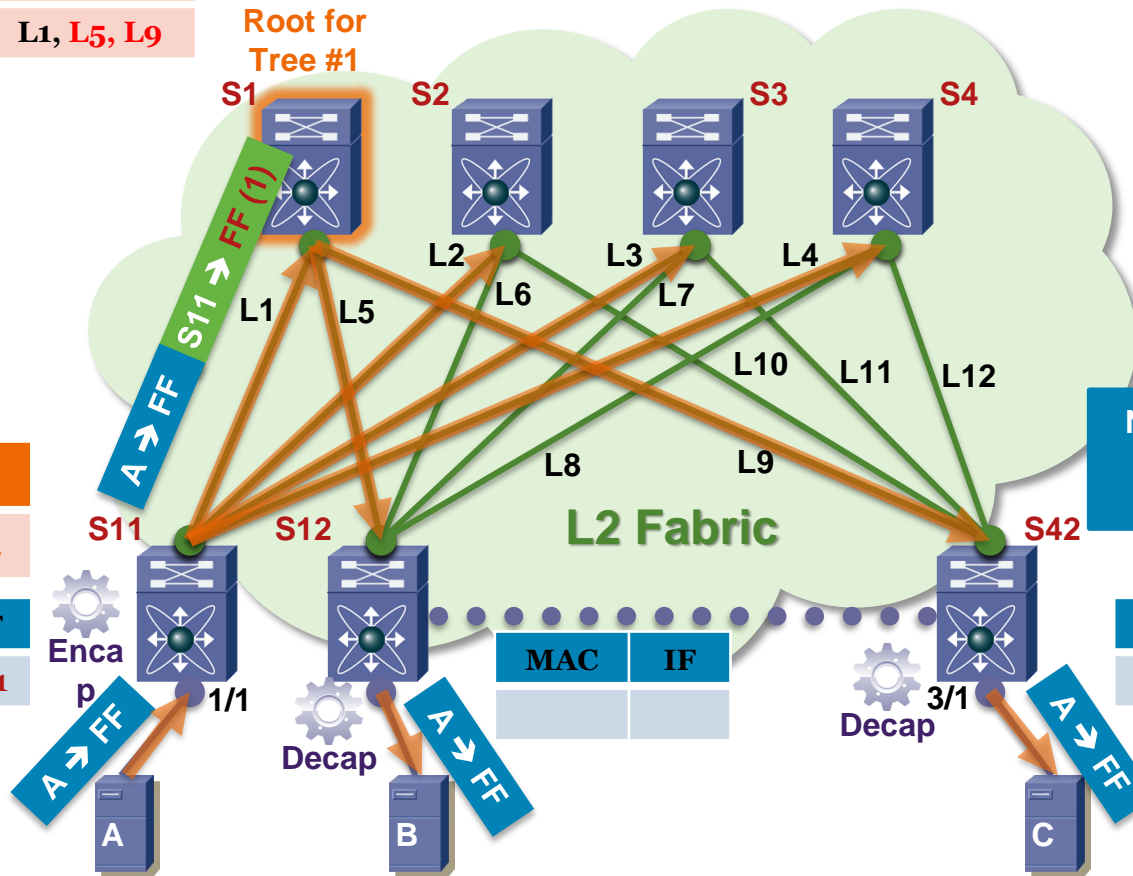 L1, L5, L9
Root for
Tree #1
S1
S2
S3
S4
S11 → FF (1)
A → FF
L1
L5
L2
L6
L3
L7
L4
L10
L11
L12
L8
L9
L2 Fabric
S11
S12
S42
Enca
p
1/1
MAC
IF
Decap
Decap
3/1
A → FF
A → FF
A → FF
A
B
C